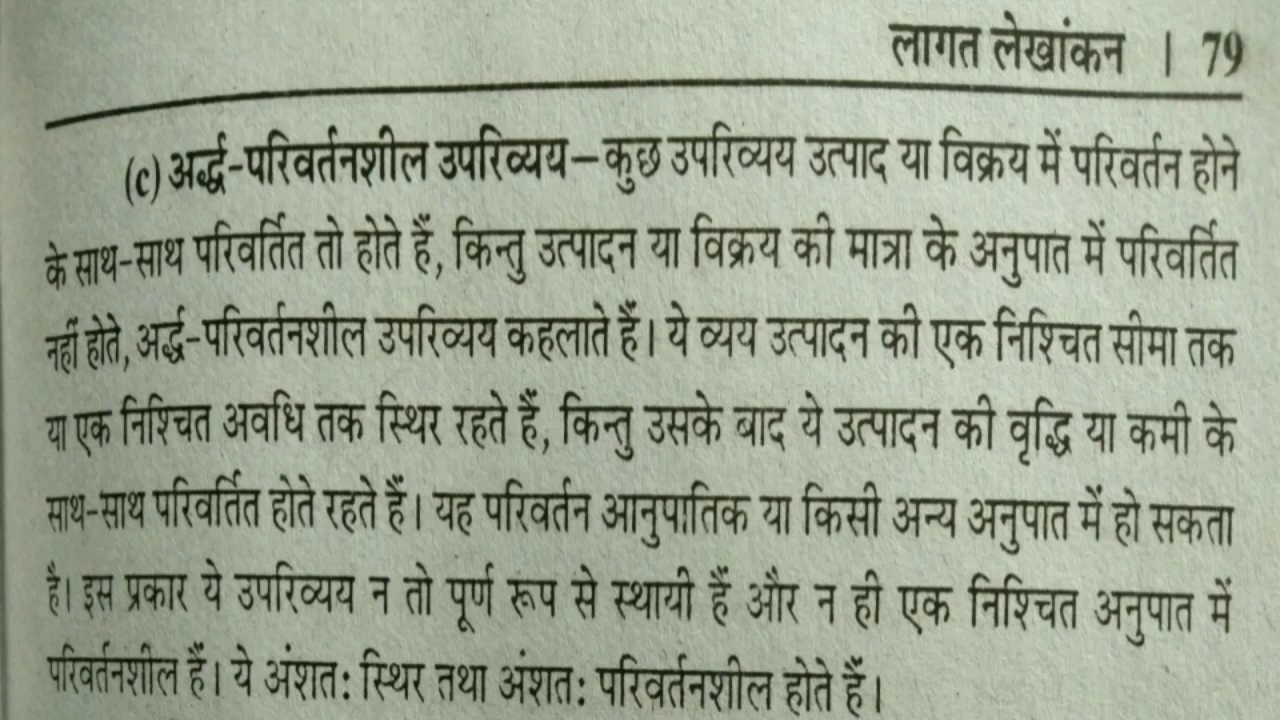 लागत लेखांकन | 79
(c) अर्द्ध-परिवर्तनशील उपरिव्यय – कुछ उपरिव्यय उत्पाद या विक्रय में परिवर्तन होने
के साथ-साथ परिवर्तित तो होते हैं, किन्तु उत्पादन या विक्रय की मात्रा के अनुपात में परिवर्तित
नहीं होते, अर्द्ध-परिवर्तनशील उपरिव्यय कहलाते हैं। ये व्यय उत्पादन की एक निश्चित सीमा तक
या एक निश्चित अवधि तक स्थिर रहते हैं, किन्तु उसके बाद ये उत्पादन की वृद्धि या कमी के
साथ-साथ परिवर्तित होते रहते हैं। यह परिवर्तन आनुपातिक या किसी अन्य अनुपात में हो सकता
है। इस प्रकार ये उपरिव्यय न तो पूर्ण रूप से स्थायी हैं और न ही एक निश्चित अनुपात में
परिवर्तनशील हैं। ये अंशत: स्थिर तथा अंशत: परिवर्तनशील होते हैं।